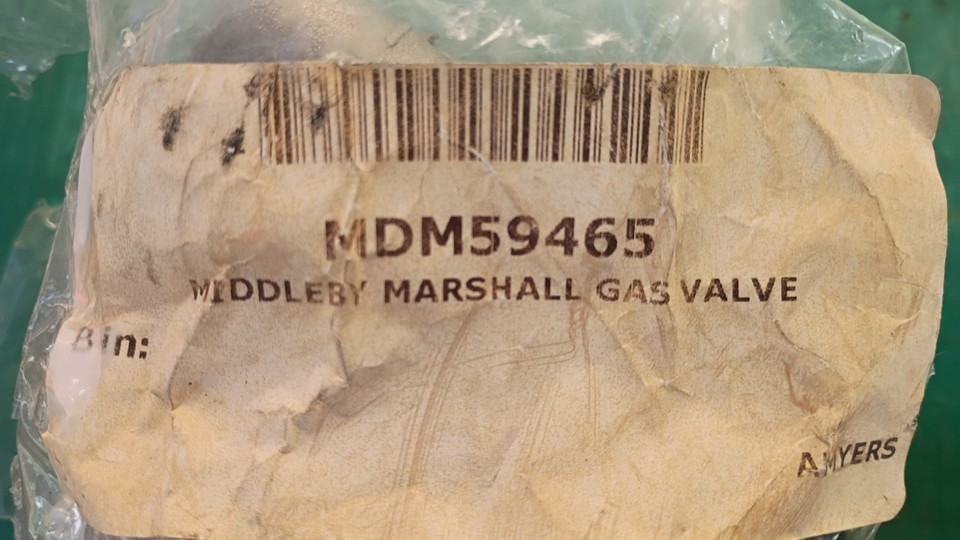 MDM59465
MIDDLEBY MARSHALL GAS VALVE
Bin:
AMYERS